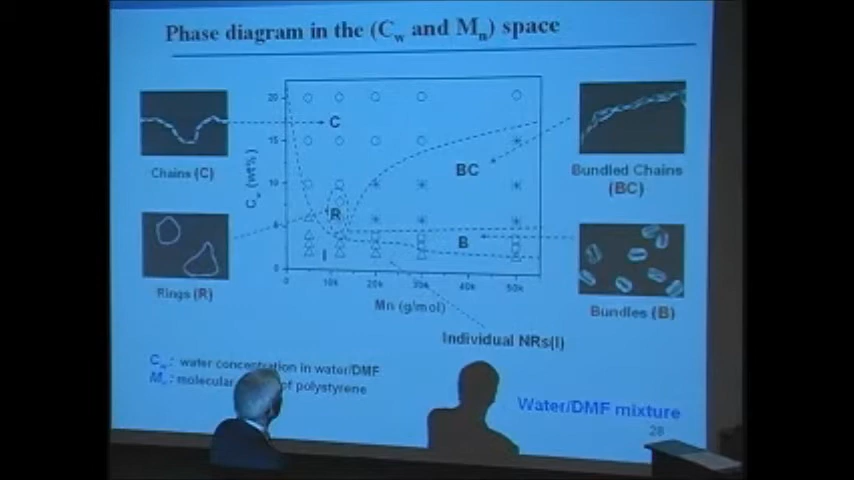 Phase diagram in the (Cw and Mn) space
20
15
10
5
0
Cw (wt%)
0 10k 20k 30k 40k 50k
Mn (g/mol)
C
BC
R
B
I
Chains (C)
Rings (R)
Bundled Chains
(BC)
Bundles (B)
Individual NRs(I)
Cw : water concentration in water/DMF
Mn : molecular of polystyrene
Water/DMF mixture
28